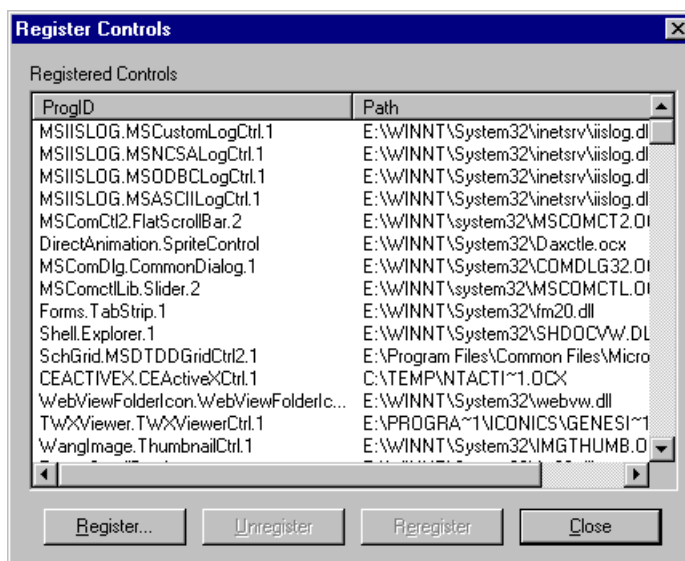 Register Controls
Registered Controls
ProgID Path
MSIISLOG.MSCustomLogCtrl.1 E:\WINNT\System32\inetsrv\iislog.dl
MSIISLOG.MSNCSALogCtrl.1 E:\WINNT\System32\inetsrv\iislog.dl
MSIISLOG.MSODBCLogCtrl.1 E:\WINNT\System32\inetsrv\iislog.dl
MSIISLOG.MSASCIILogCtrl.1 E:\WINNT\System32\inetsrv\iislog.dl
MSComCtl2.FlatScrollBar.2 E:\WINNT\system32\MSCOMCT2.O
DirectAnimation.SpriteControl E:\WINNT\System32\Daxctle.ocx
MSComDlg.CommonDialog.1 E:\WINNT\System32\COMDLG32.O
MSComctlLib.Slider.2 E:\WINNT\system32\MSCOMCTL.O
Forms.TabStrip.1 E:\WINNT\System32\fm20.dll
Shell.Explorer.1 E:\WINNT\System32\SHDOCVW.DL
SchGrid.MSDTDDGridCtrl2.1 E:\Program Files\Common Files\Micro
CEACTIVEX.CEActiveXCtrl.1 C:\TEMP\NTACTI~1.OCX
WebViewFolderIcon.WebViewFolderIc... E:\WINNT\System32\webvw.dll
TWXViewer.TWXViewerCtrl.1 E:\PROGRA~1\ICONICS\GENESI~1
WangImage.ThumbnailCtrl.1 E:\WINNT\System32\IMGTHUMB.O
Register... Unregister Reregister Close